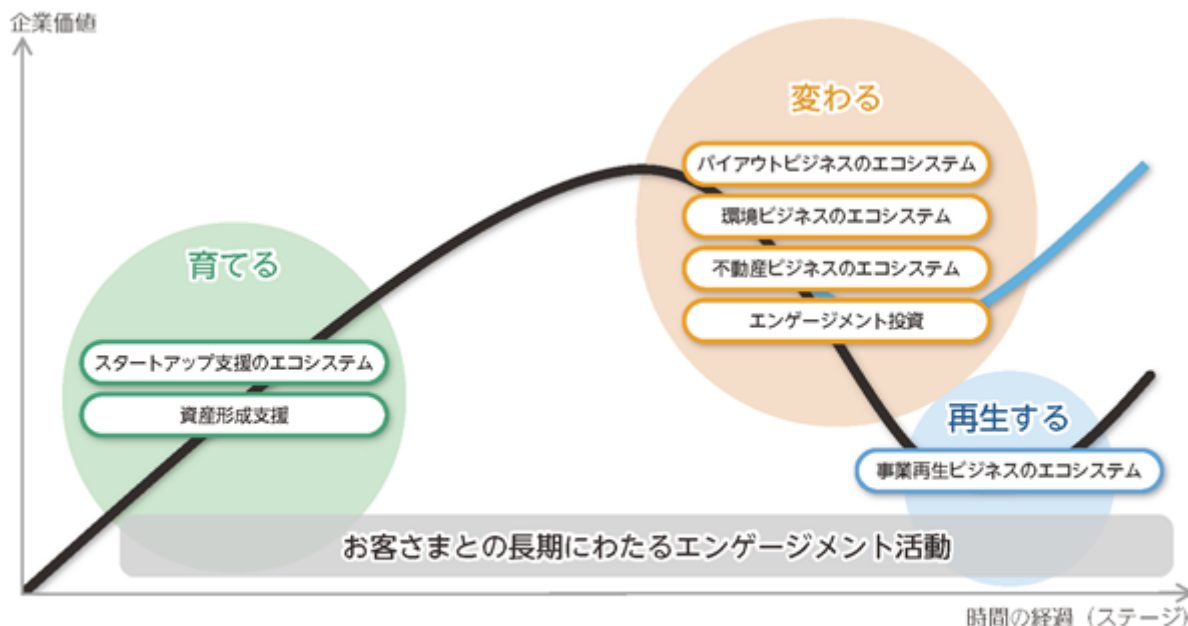 企業価値
変わる
バイアウトビジネスのエコシステム
環境ビジネスのエコシステム
不動産ビジネスのエコシステム
エンゲージメント投資
育てる
スタートアップ支援のエコシステム
資産形成支援
再生する
事業再生ビジネスのエコシステム
お客さまとの長期にわたるエンゲージメント活動
時間の経過（ステージ）